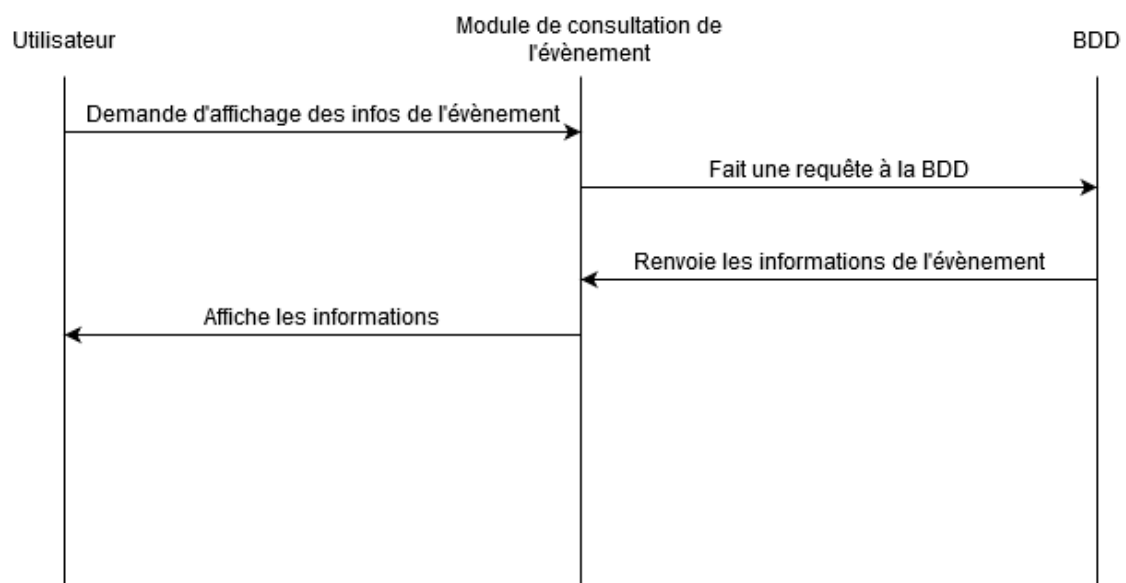 Utilisateur
Module de consultation de
l'évènement
BDD
Demande d'affichage des infos de l'évènement
Fait une requête à la BDD
Renvoie les informations de l'évènement
Affiche les informations